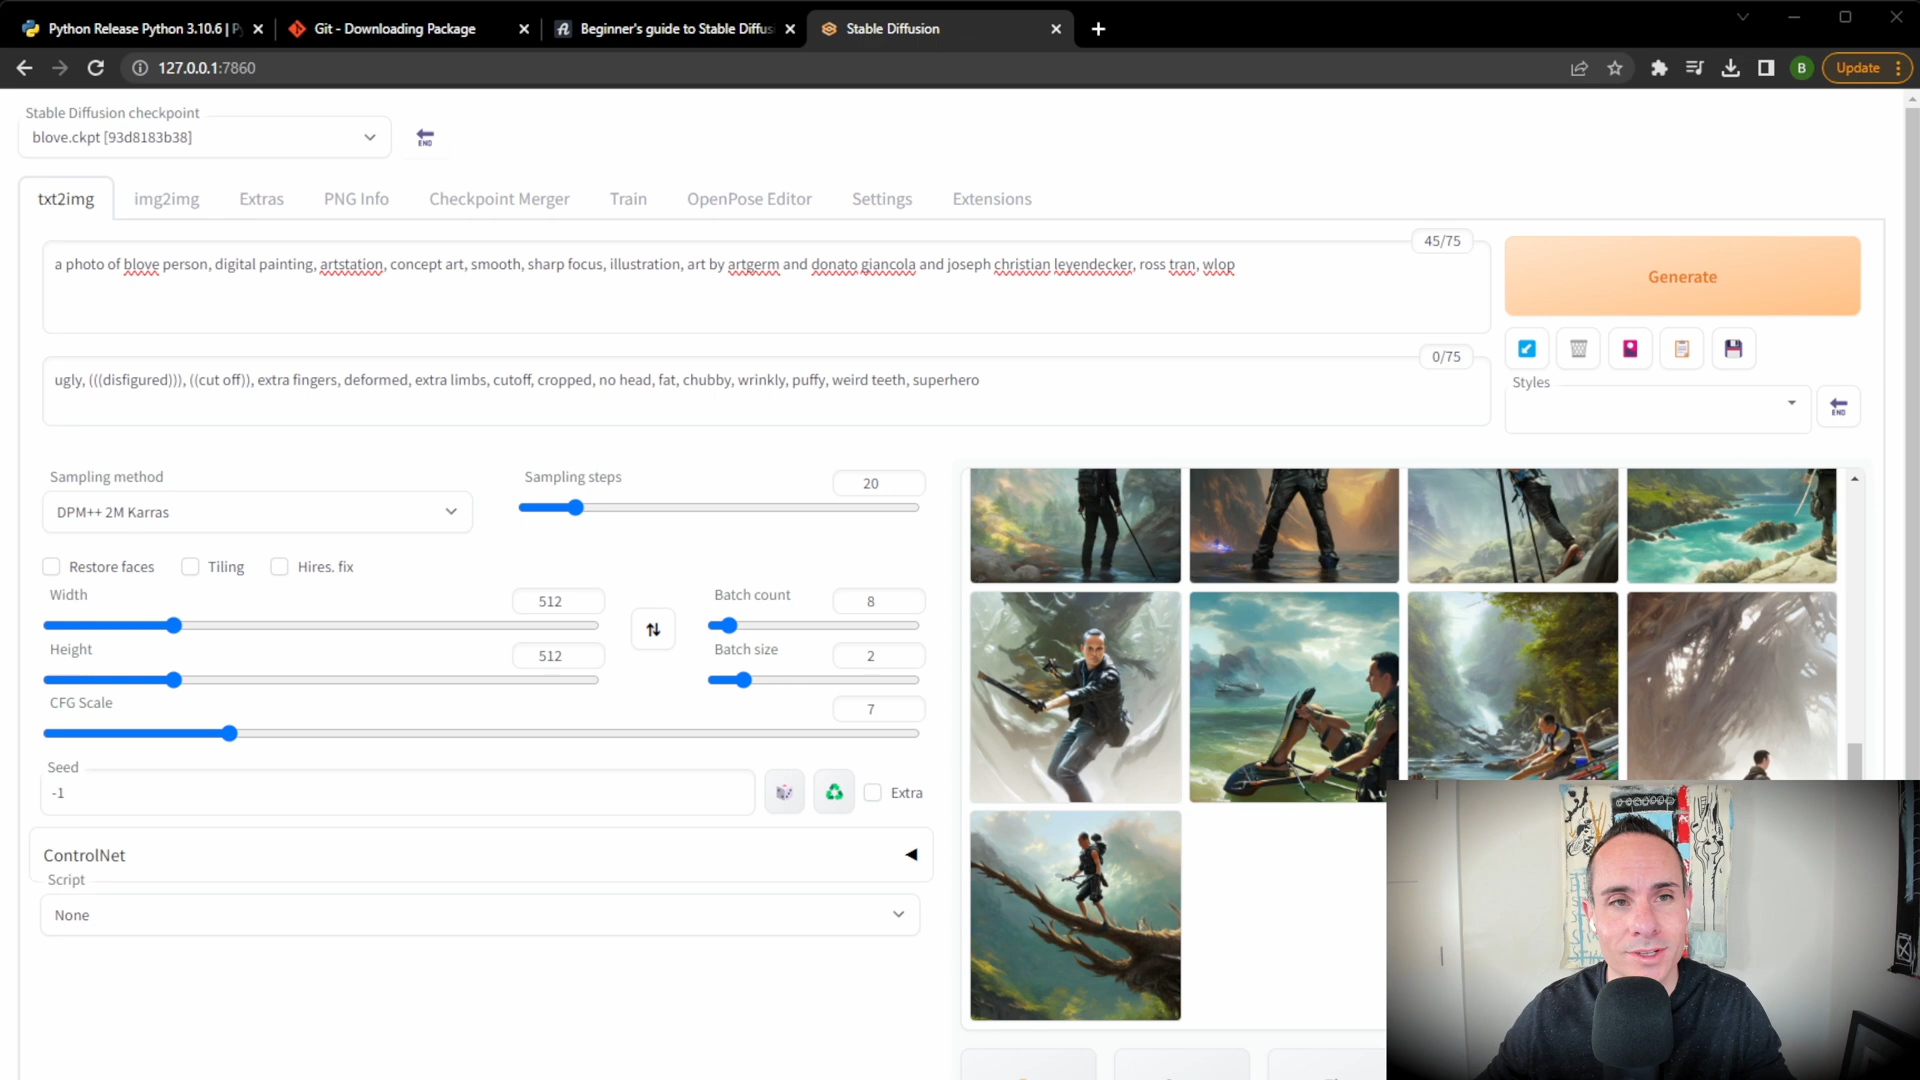 Python Release Python 3.10.6 | Py
Git - Downloading Package
Beginner's guide to Stable Diffus
Stable Diffusion
127.0.0.1:7860
B
Update
Stable Diffusion checkpoint
blove.ckpt [93d8183b38]
END
txt2img
img2img
Extras
PNG Info
Checkpoint Merger
Train
OpenPose Editor
Settings
Extensions
45/75
a photo of blove person, digital painting, artstation, concept art, smooth, sharp focus, illustration, art by artgerm and donato giancola and joseph christian leyendecker, ross tran, wlop
Generate
0/75
ugly, (((disfigured))), ((cut off)), extra fingers, deformed, extra limbs, cutoff, cropped, no head, fat, chubby, wrinkly, puffy, weird teeth, superhero
Styles
END
Sampling method
DPM++ 2M Karras
Sampling steps
20
Restore faces
Tiling
Hires. fix
Width
512
Batch count
8
Height
512
Batch size
2
CFG Scale
7
Seed
-1
Extra
ControlNet
Script
None